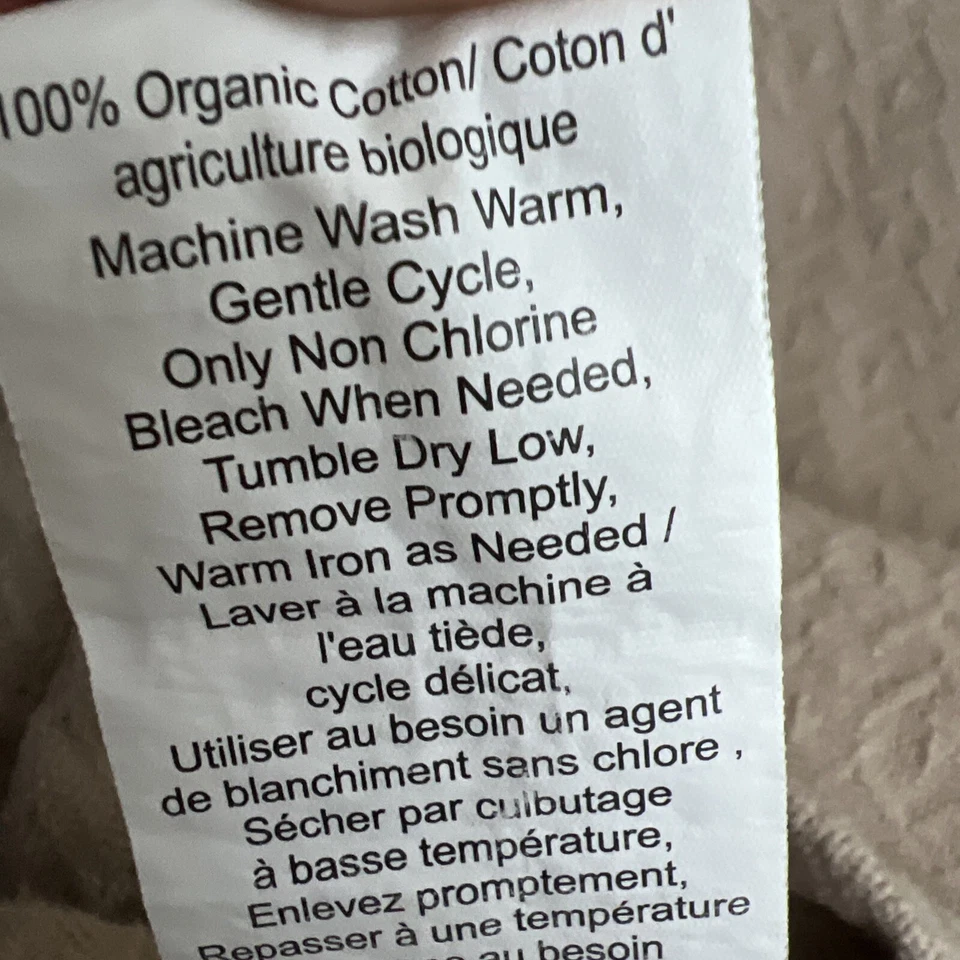 100% Organic Cotton/ Coton d'
agriculture biologique
Machine Wash Warm,
Gentle Cycle,
Only Non Chlorine
Bleach When Needed,
Tumble Dry Low,
Remove Promptly,
Warm Iron as Needed /
Laver à la machine à
l'eau tiède,
cycle délicat,
Utiliser au besoin un agent
de blanchiment sans chlore ,
Sécher par culbutage
à basse température,
Enlevez promptement,
Repasser à une température
au besoin